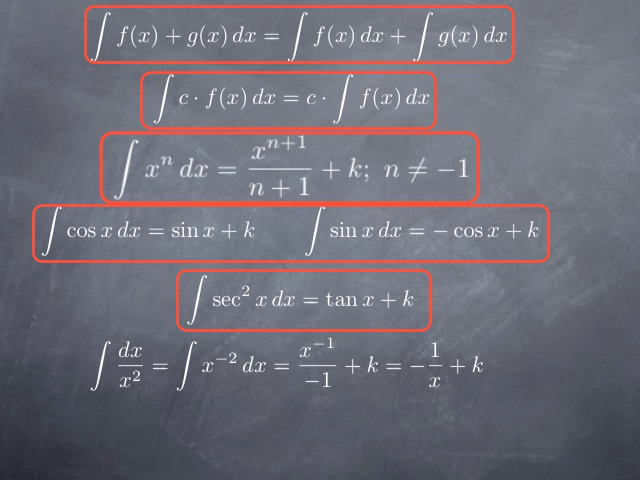 ∫ f(x) + g(x) dx = ∫ f(x) dx + ∫ g(x) dx
∫ c · f(x) dx = c · ∫ f(x) dx
∫ xⁿ dx = xⁿ⁺¹/(n+1) + k; n ≠ −1
∫ cos x dx = sin x + k ∫ sin x dx = − cos x + k
∫ sec² x dx = tan x + k
∫ dx/x² = ∫ x⁻² dx = x⁻¹/−1 + k = −1/x + k